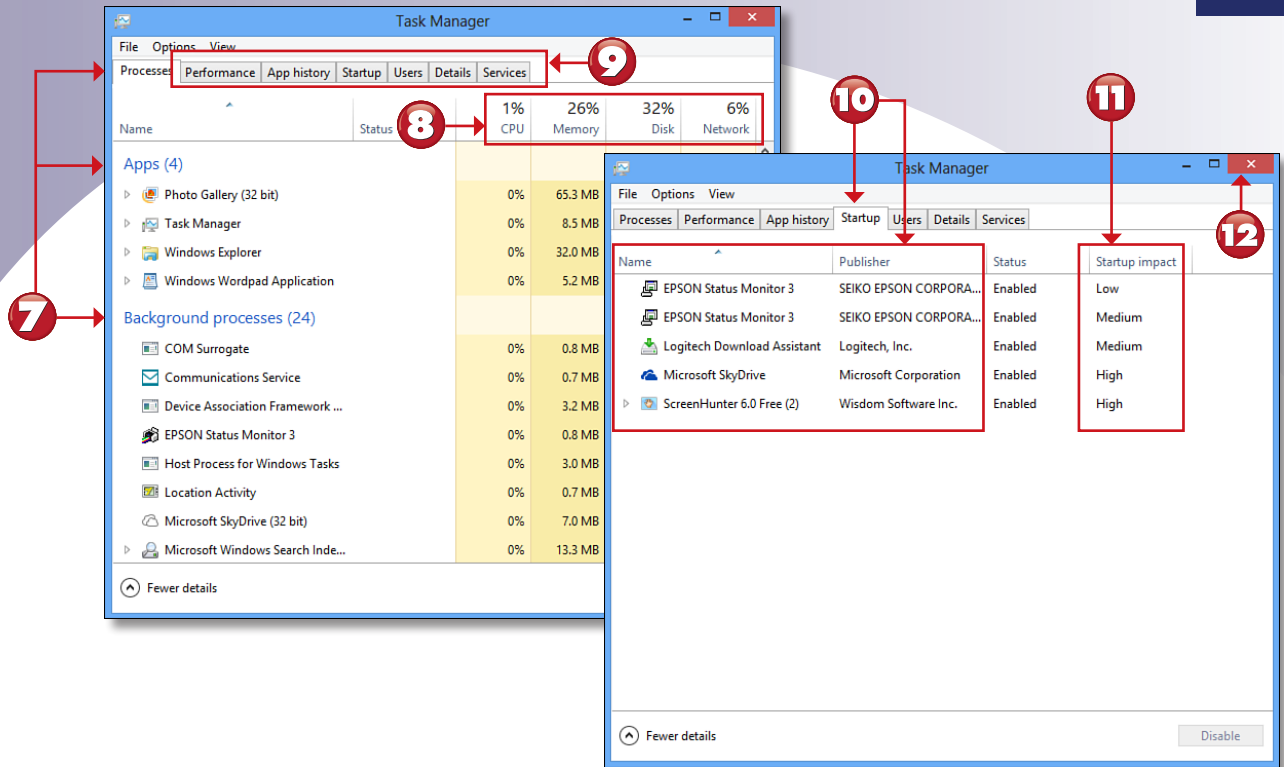 Task Manager
File Options View
Processes Performance App history Startup Users Details Services
9
1% 26% 32% 6%
Name Status CPU Memory Disk Network
8
Apps (4)
Photo Gallery (32 bit) 0% 65.3 MB
Task Manager 0% 8.5 MB
Windows Explorer 0% 32.0 MB
Windows Wordpad Application 0% 5.2 MB
7
Background processes (24)
COM Surrogate 0% 0.8 MB
Communications Service 0% 0.7 MB
Device Association Framework ... 0% 3.2 MB
EPSON Status Monitor 3 0% 0.8 MB
Host Process for Windows Tasks 0% 3.0 MB
Location Activity 0% 0.7 MB
Microsoft SkyDrive (32 bit) 0% 7.0 MB
Microsoft Windows Search Inde... 0% 13.3 MB
Fewer details
10
11
Task Manager
File Options View
12
Processes Performance App history Startup Users Details Services
Name Publisher Status Startup impact
EPSON Status Monitor 3 SEIKO EPSON CORPORA... Enabled Low
EPSON Status Monitor 3 SEIKO EPSON CORPORA... Enabled Medium
Logitech Download Assistant Logitech, Inc. Enabled Medium
Microsoft SkyDrive Microsoft Corporation Enabled High
ScreenHunter 6.0 Free (2) Wisdom Software Inc. Enabled High
Fewer details Disable